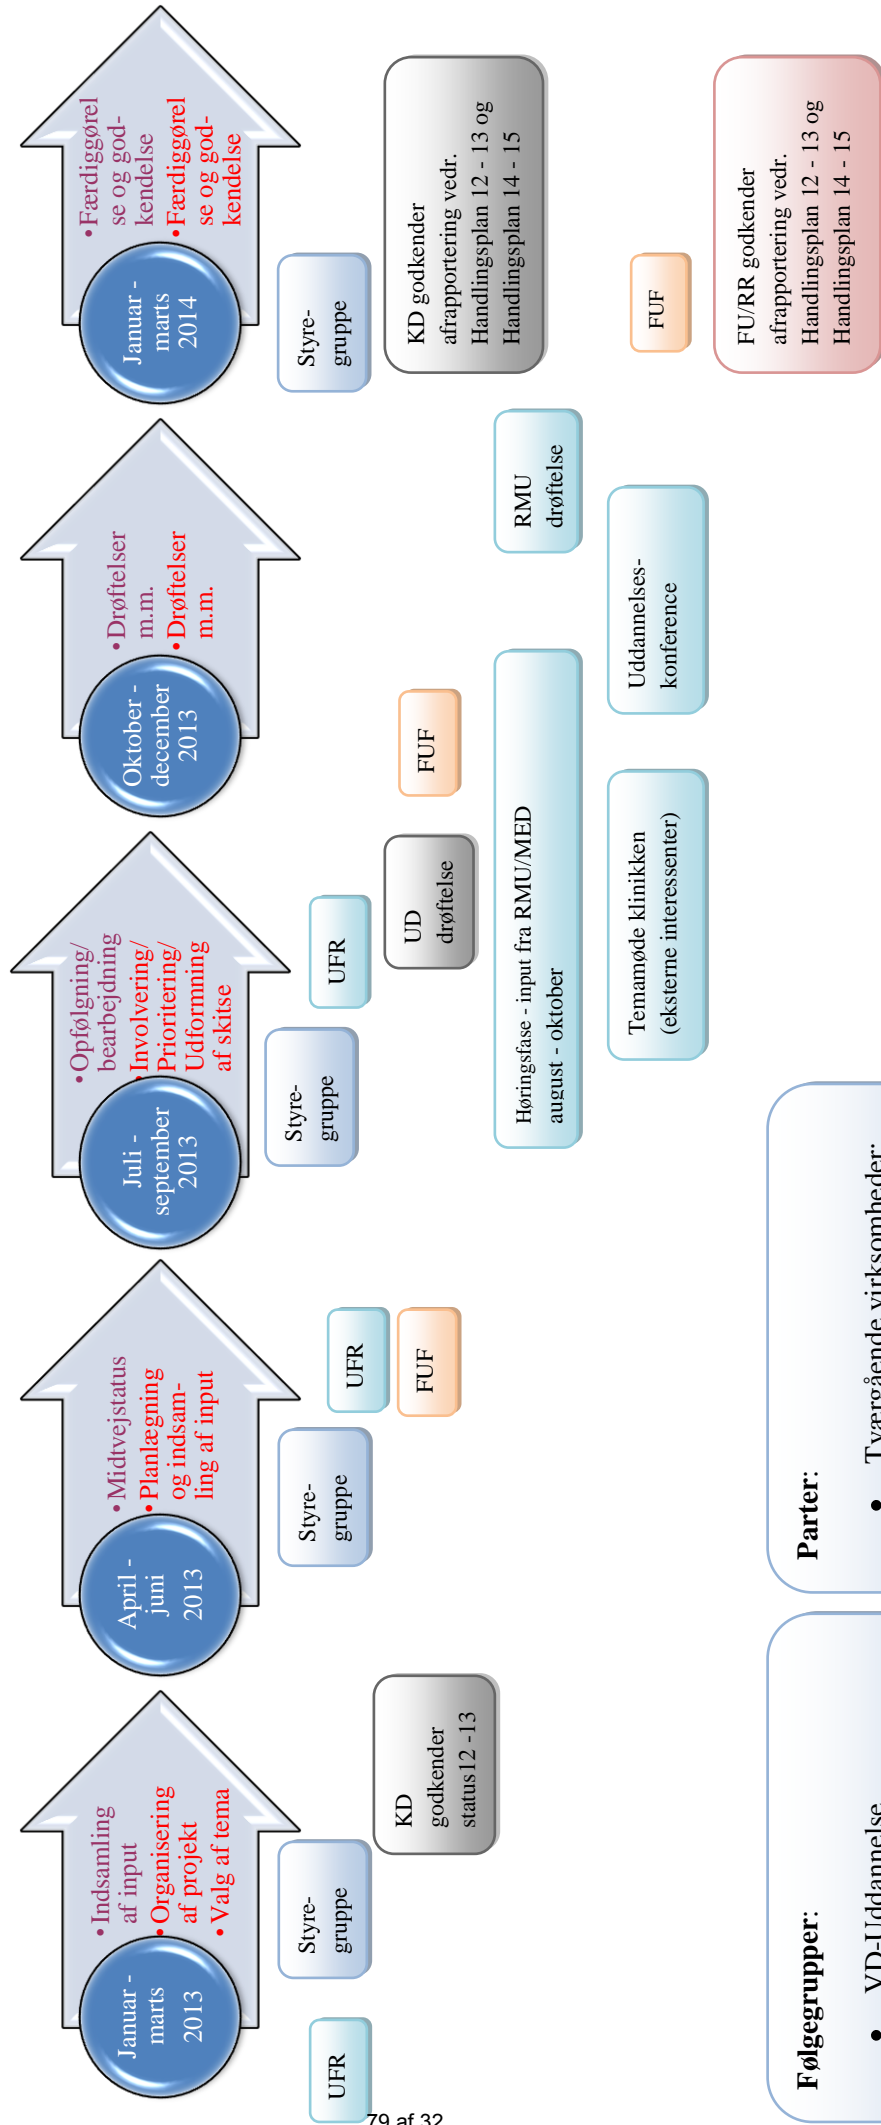 Januar -
marts
2013
•Indsamling
af input
•Organisering
af projekt
•Valg af tema
April -
juni
2013
•Midtvejstatus
•Planlægning
og indsam-
ling af input
Juli -
september
2013
•Opfølgning/
bearbejdning
•Involvering/
Prioritering/
Udformning
af skitse
Oktober -
december
2013
•Drøftelser
m.m.
•Drøftelser
m.m.
Januar -
marts
2014
•Færdiggørel
se og god-
kendelse
•Færdiggørel
se og god-
kendelse
UFR
Styre-
gruppe
KD
godkender
status12 -13
Styre-
gruppe
UFR
FUF
Styre-
gruppe
UFR
UD
drøftelse
FUF
Høringsfase - input fra RMU/MED
august - oktober
Temamøde klinikken
(eksterne interessenter)
Uddannelses-
konference
RMU
drøftelse
Styre-
gruppe
KD godkender
afrapportering vedr.
Handlingsplan 12 - 13 og
Handlingsplan 14 - 15
FUF
FU/RR godkender
afrapportering vedr.
Handlingsplan 12 - 13 og
Handlingsplan 14 - 15
Følgegrupper:
• VD-Uddannelse
Parter:
• Tværgående virksomheder:
79 af 32